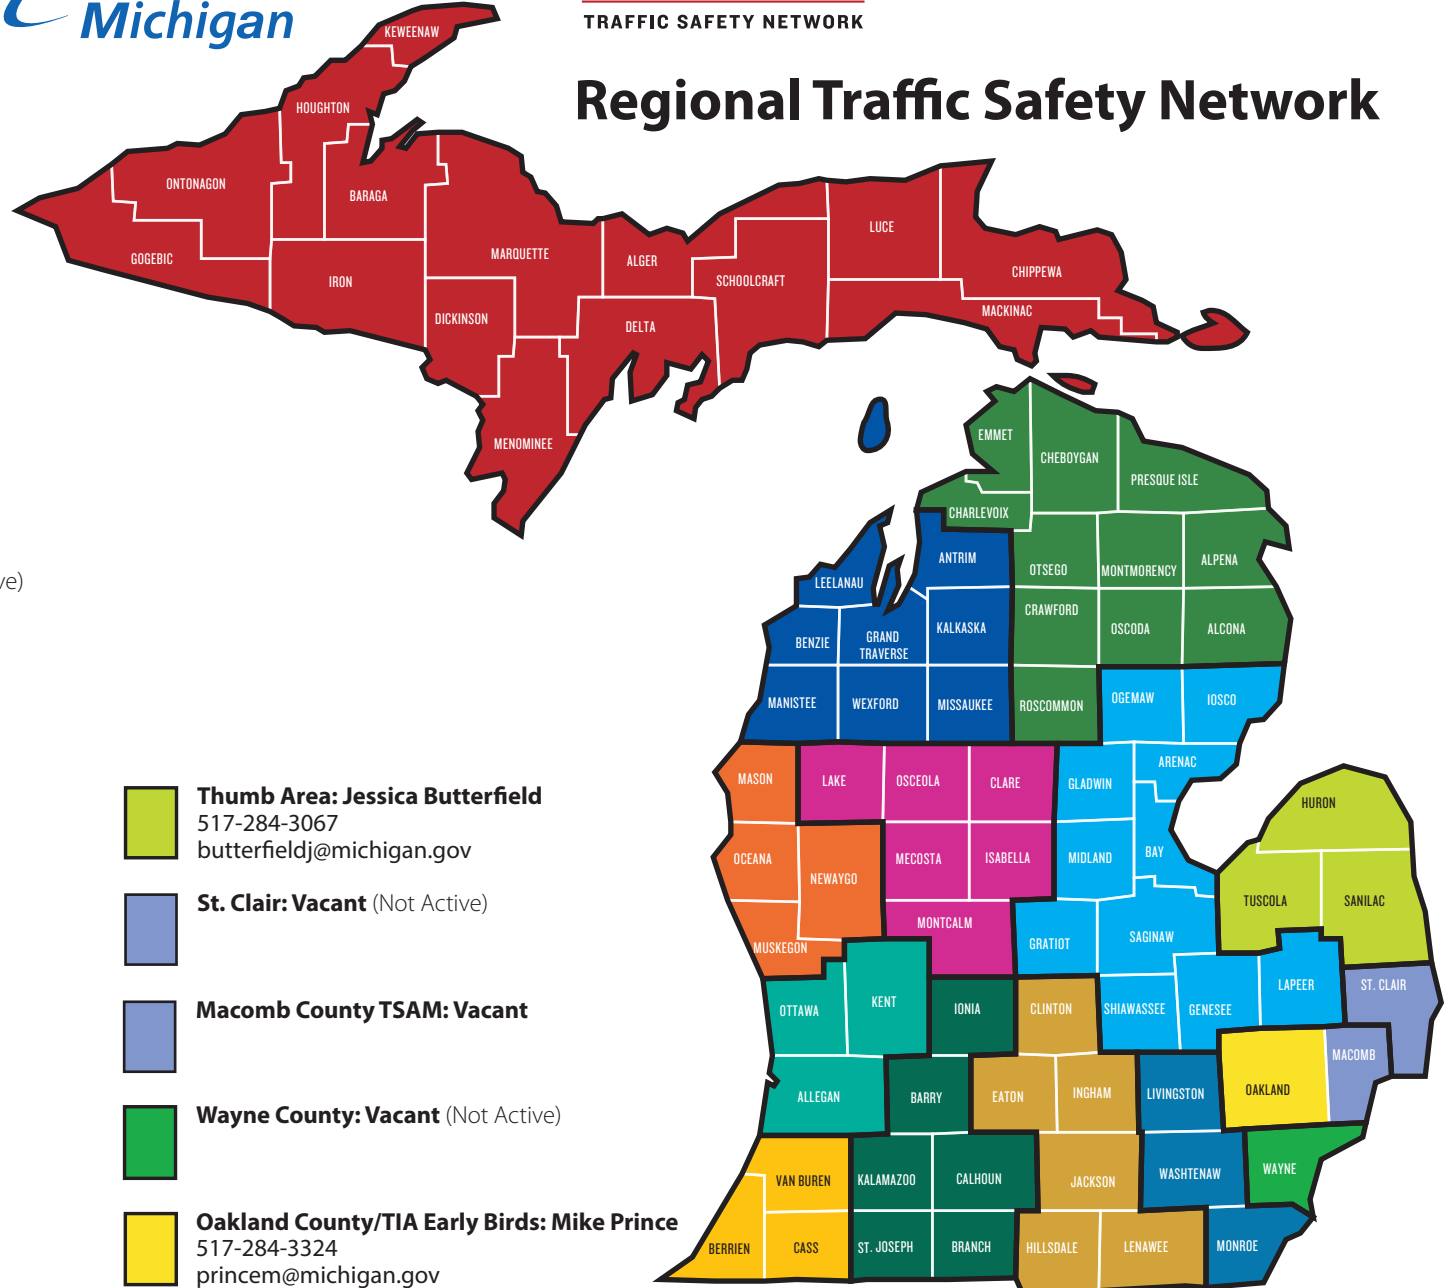 Michigan
TRAFFIC SAFETY NETWORK
Regional Traffic Safety Network
KEWEENAW
HOUGHTON
ONTONAGON
BARAGA
GOGEBIC
IRON
MARQUETTE
DICKINSON
ALGER
DELTA
MENOMINEE
SCHOOLCRAFT
LUCE
CHIPPEWA
MACKINAC
EMMET
CHEBOYGAN
PRESQUE ISLE
CHARLEVOIX
ANTRIM
OTSEGO
MONTMORENCY
ALPENA
LEELANAU
CRAWFORD
OSCODA
ALCONA
BENZIE
GRAND
TRAVERSE
KALKASKA
MANISTEE
WEXFORD
MISSAUKEE
ROSCOMMON
OGEMAW
IOSCO
MASON
LAKE
OSCEOLA
CLARE
GLADWIN
ARENAC
OCEANA
NEWAYGO
MECOSTA
ISABELLA
MIDLAND
BAY
HURON
TUSCOLA
SANILAC
MUSKEGON
MONTCALM
GRATIOT
SAGINAW
OTTAWA
KENT
IONIA
CLINTON
SHIAWASSEE
GENESEE
LAPEER
ST. CLAIR
ALLEGAN
BARRY
EATON
INGHAM
LIVINGSTON
OAKLAND
MACOMB
VAN BUREN
KALAMAZOO
CALHOUN
JACKSON
WASHTENAW
WAYNE
BERRIEN
CASS
ST. JOSEPH
BRANCH
HILLSDALE
LENAWEE
MONROE
ve)
Thumb Area: Jessica Butterfield
517-284-3067
butterfieldj@michigan.gov
St. Clair: Vacant (Not Active)
Macomb County TSAM: Vacant
Wayne County: Vacant (Not Active)
Oakland County/TIA Early Birds: Mike Prince
517-284-3324
princem@michigan.gov